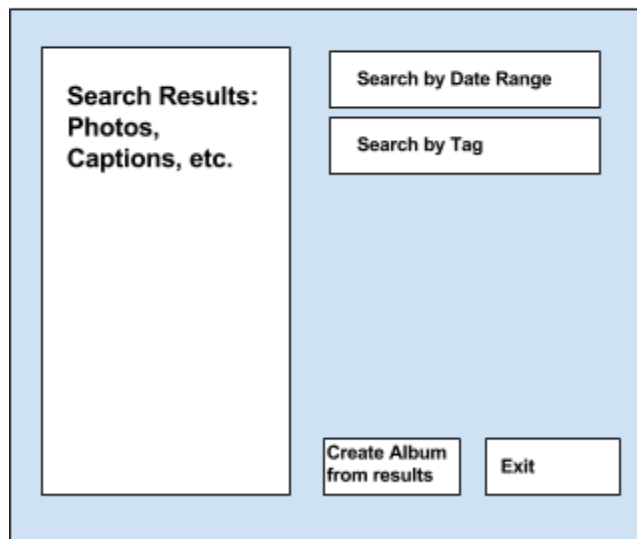 Search Results:
Photos,
Captions, etc.
Search by Date Range
Search by Tag
Create Album
from results
Exit